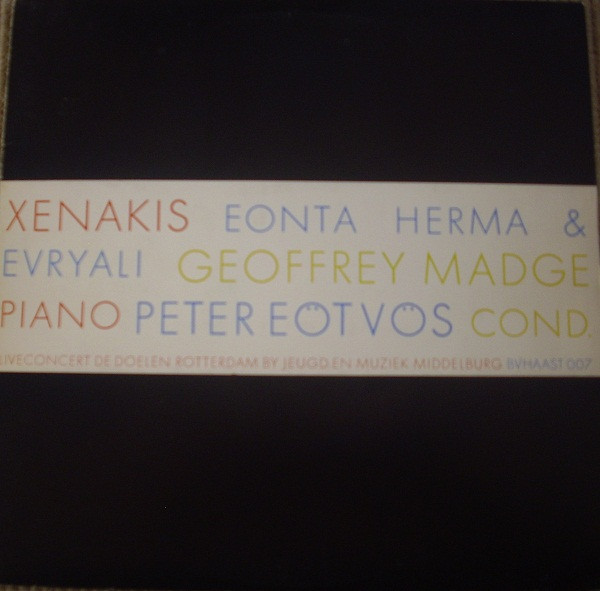 XENAKIS EONTA HERMA &
EVRYALI GEOFFREY MADGE
PIANO PETER EÖTVÖS COND.
LIVECONCERT DE DOELEN ROTTERDAM BY JEUGD EN MUZIEK MIDDELBURG BVHAAST 007